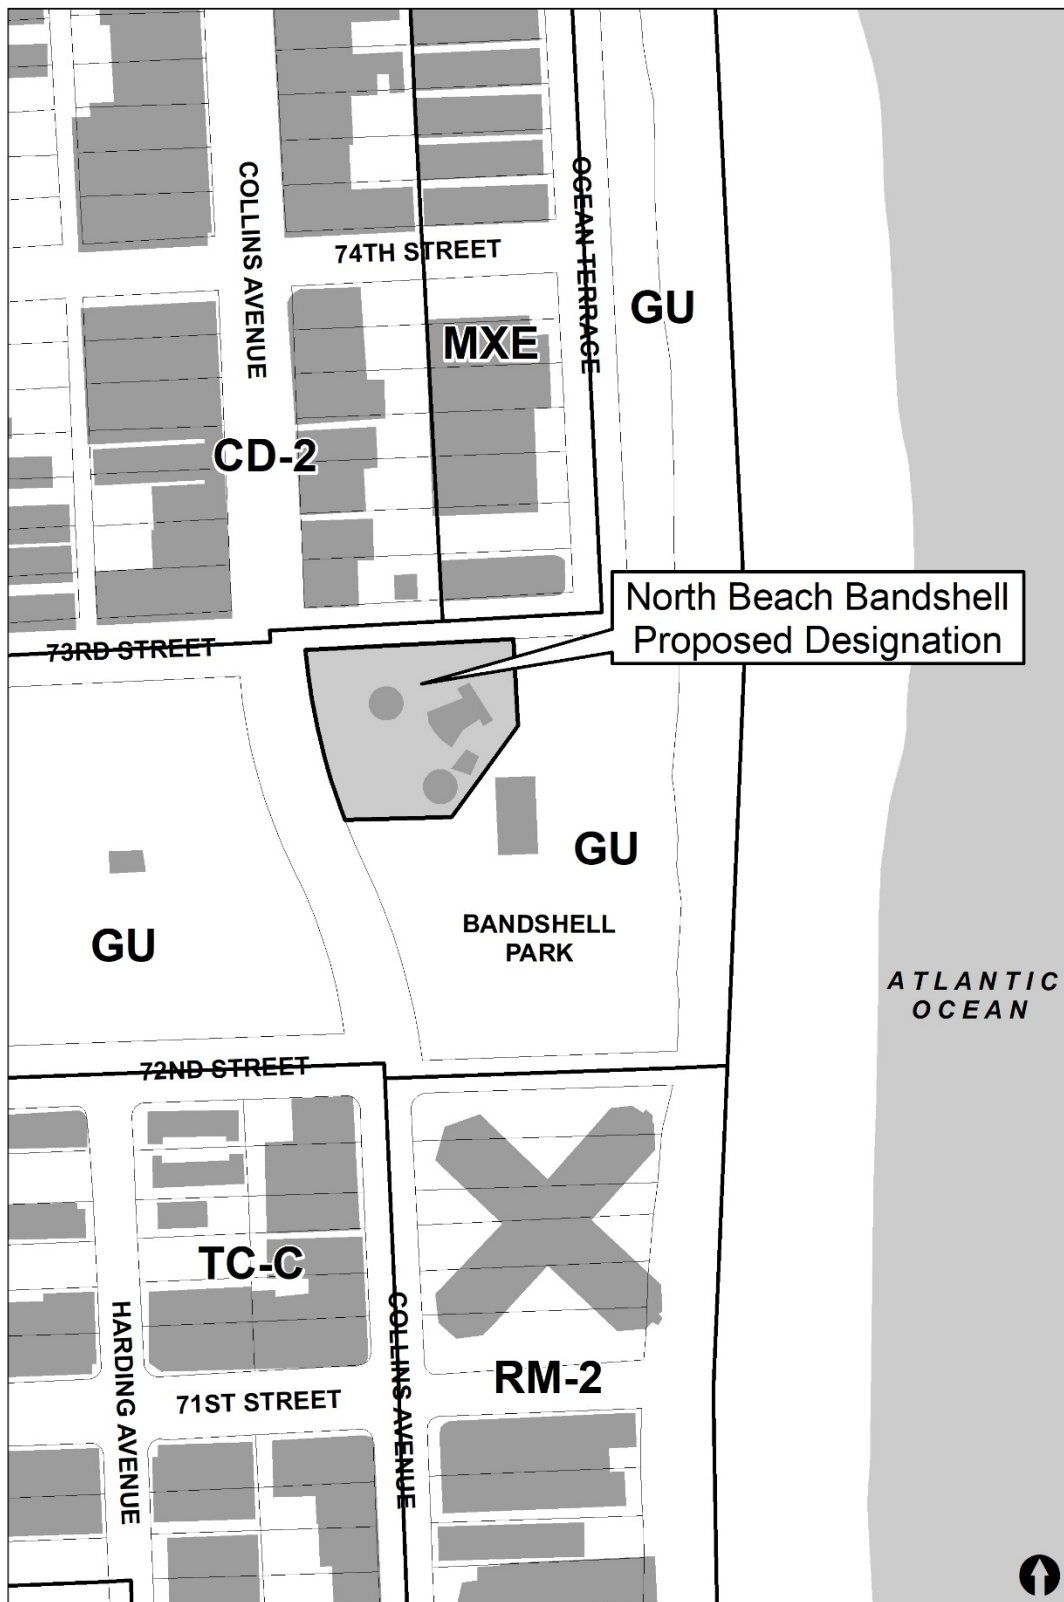 COLLINS AVENUE
74TH STREET
OCEAN TERRACE
GU
MXE
CD-2
North Beach Bandshell
Proposed Designation
73RD STREET
GU
BANDSHELL
PARK
GU
ATLANTIC
OCEAN
72ND STREET
TC-C
HARDING AVENUE
COLLINS AVENUE
RM-2
71ST STREET